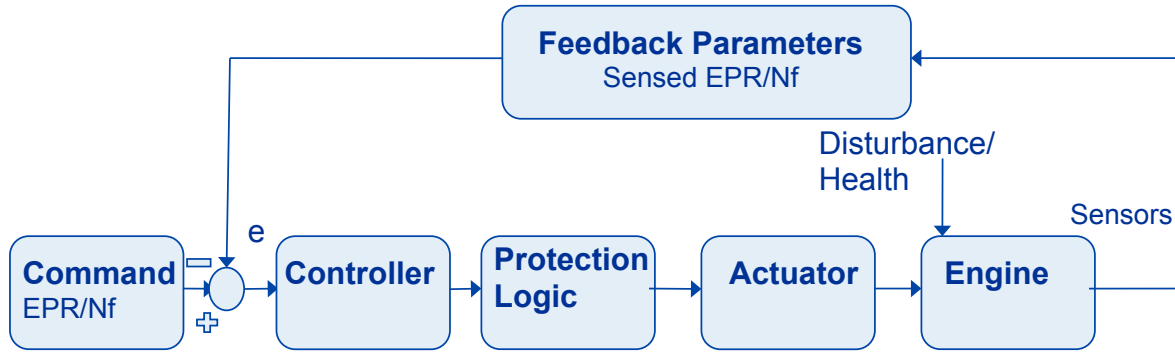 Feedback Parameters
Sensed EPR/Nf
Disturbance/
Health
Sensors
e
Command
EPR/Nf
−
+
Controller
Protection
Logic
Actuator
Engine